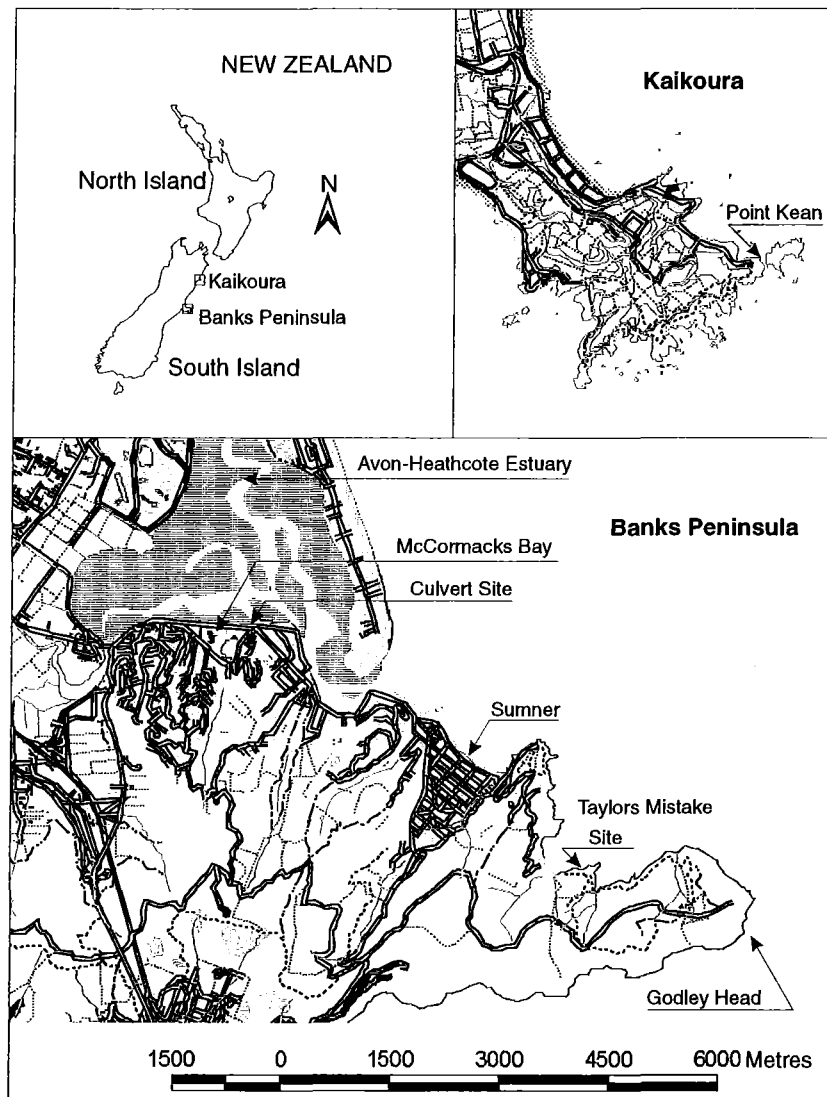 NEW ZEALAND
North Island
N
Kaikoura
Banks Peninsula
South Island
Kaikoura
Point Kean
Avon-Heathcote Estuary
Banks Peninsula
McCormacks Bay
Culvert Site
Sumner
Taylors Mistake
Site
Godley Head
1500 0 1500 3000 4500 6000 Metres